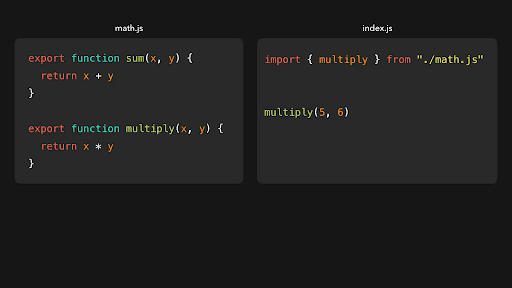 math.js
export function sum(x, y) {
  return x + y
}
export function multiply(x, y) {
  return x * y
}
index.js
import { multiply } from "./math.js"
multiply(5, 6)